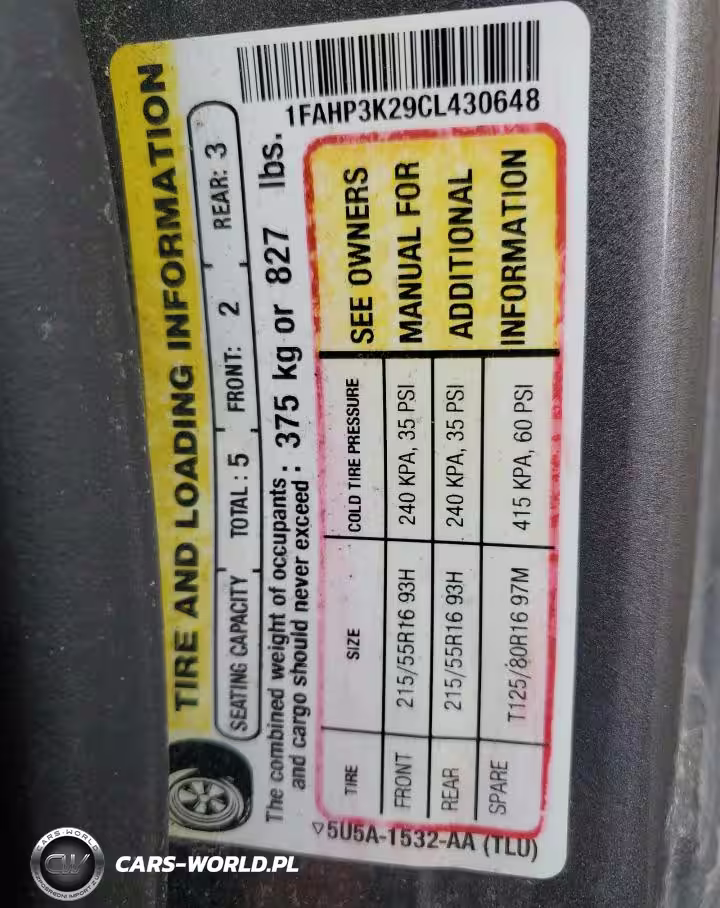 1FAHP3K29CL430648
TIRE AND LOADING INFORMATION
SEATING CAPACITY TOTAL : 5 FRONT: 2 REAR: 3
The combined weight of occupants
and cargo should never exceed : 375 kg or 827 lbs.
TIRE SIZE COLD TIRE PRESSURE
FRONT 215/55R16 93H 240 KPA, 35 PSI
REAR 215/55R16 93H 240 KPA, 35 PSI
SPARE T125/80R16 97M 415 KPA, 60 PSI
SEE OWNERS
MANUAL FOR
ADDITIONAL
INFORMATION
▽5U5A-1532-AA (TLU)
CARS-WORLD
CW
CARS-WORLD.PL